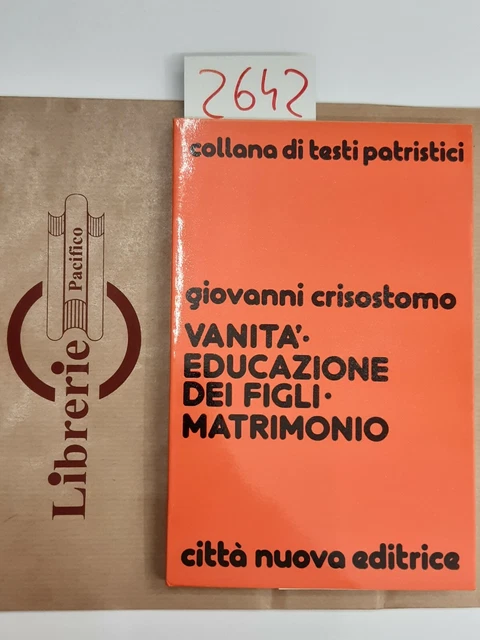 2642
collana di testi patristici
giovanni crisostomo
VANITA'·
EDUCAZIONE
DEI FIGLI·
MATRIMONIO
città nuova editrice
Librerie
Pacifico